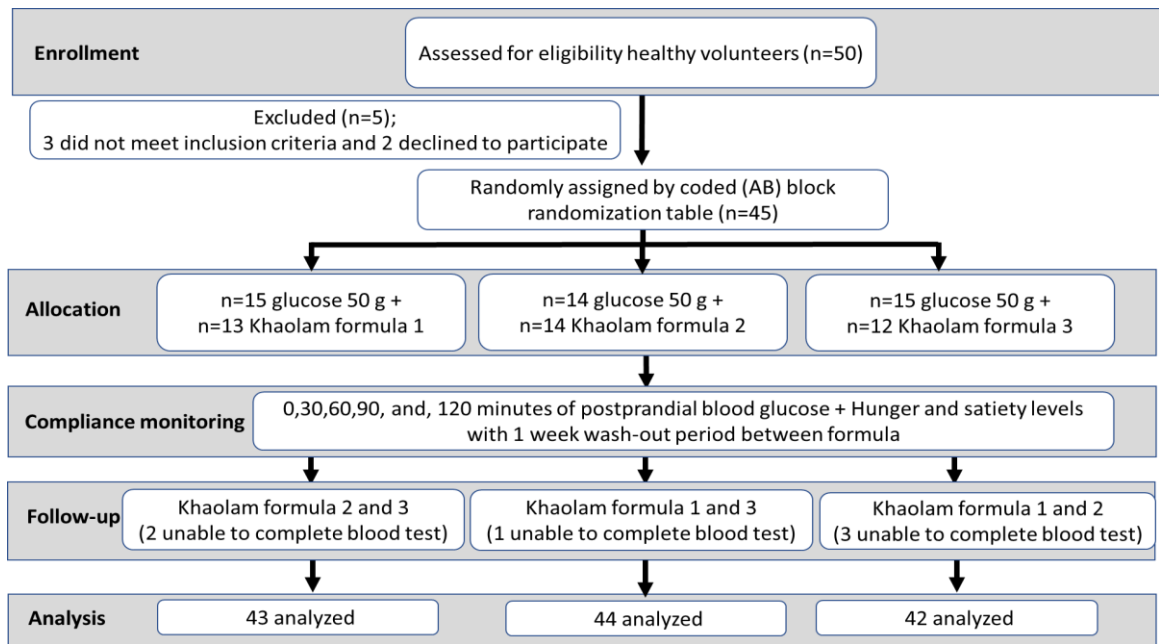 Enrollment
Assessed for eligibility healthy volunteers (n=50)
Excluded (n=5);
3 did not meet inclusion criteria and 2 declined to participate
Randomly assigned by coded (AB) block
randomization table (n=45)
Allocation
n=15 glucose 50 g +
n=13 Khaolam formula 1
n=14 glucose 50 g +
n=14 Khaolam formula 2
n=15 glucose 50 g +
n=12 Khaolam formula 3
Compliance monitoring
0,30,60,90, and, 120 minutes of postprandial blood glucose + Hunger and satiety levels
with 1 week wash-out period between formula
Follow-up
Khaolam formula 2 and 3
(2 unable to complete blood test)
Khaolam formula 1 and 3
(1 unable to complete blood test)
Khaolam formula 1 and 2
(3 unable to complete blood test)
Analysis
43 analyzed
44 analyzed
42 analyzed